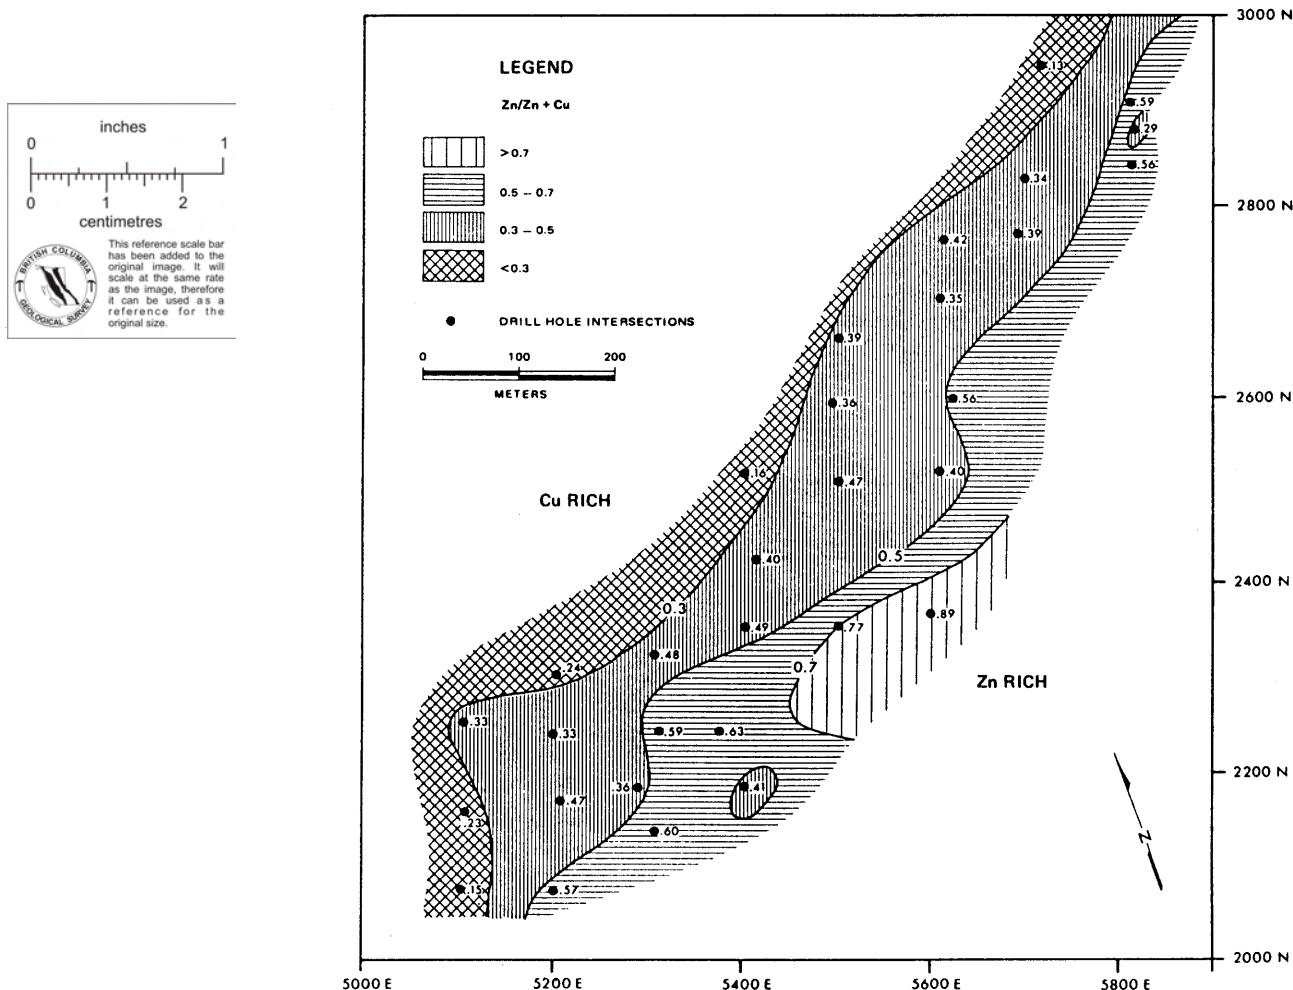 inches
0 1
0 1 2
centimetres
BRITISH COLUMBIA
GEOLOGICAL SURVEY
This reference scale bar
has been added to the
original image. It will
scale at the same rate
as the image, therefore
it can be used as a
reference for the
original size.
LEGEND
Zn/Zn + Cu
>0.7
0.5 – 0.7
0.3 – 0.5
<0.3
DRILL HOLE INTERSECTIONS
0 100 200
METERS
3000 N
.13
.59
.29
.56
.34
2800 N
.42
.39
.35
.39
2600 N
.36
.56
.16
.40
.47
Cu RICH
0.5
.40
2400 N
0.3
.89
.49
.77
.48
0.7
.24
Zn RICH
.33
.33
.59
.63
2200 N
.36
.41
.47
.23
.60
N
.15
.57
2000 N
5000 E
5200 E
5400 E
5600 E
5800 E